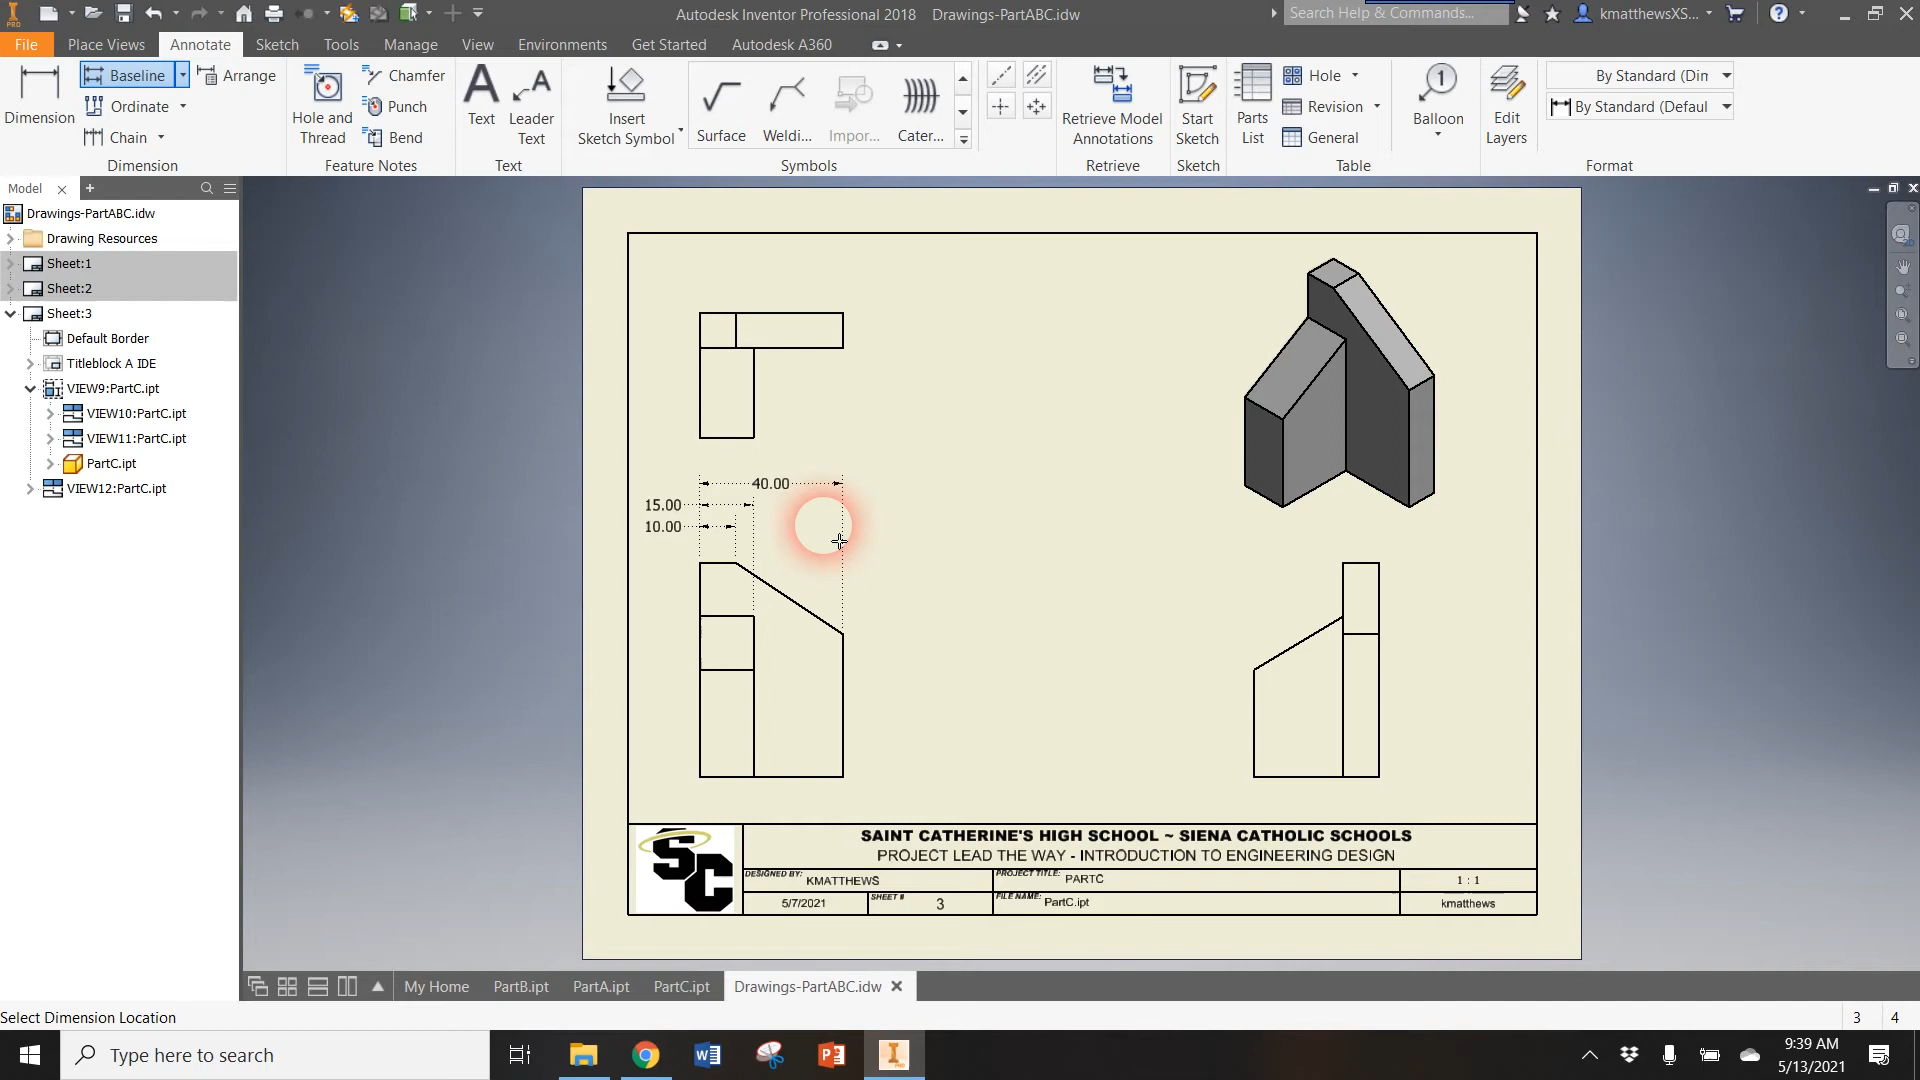 Autodesk Inventor Professional 2018 Drawings-PartABC.idw
Search Help & Commands...
kmatthewsXS...
File Place Views Annotate Sketch Tools Manage View Environments Get Started Autodesk A360
Baseline Arrange
Ordinate
Chain
Dimension
Dimension
Chamfer
Punch
Bend
Hole and Thread
Feature Notes
Text
Leader Text
Text
Insert Sketch Symbol
Surface Weldi... Impor... Cater...
Symbols
Retrieve Model Annotations
Retrieve
Start Sketch
Sketch
Parts List
Hole
Revision
General
Table
Balloon
Edit Layers
By Standard (Din
By Standard (Defaul
Format
Model
Drawings-PartABC.idw
Drawing Resources
Sheet:1
Sheet:2
Sheet:3
Default Border
Titleblock A IDE
VIEW9:PartC.ipt
VIEW10:PartC.ipt
VIEW11:PartC.ipt
PartC.ipt
VIEW12:PartC.ipt
40.00
15.00
10.00
SC
SAINT CATHERINE'S HIGH SCHOOL ~ SIENA CATHOLIC SCHOOLS
PROJECT LEAD THE WAY - INTRODUCTION TO ENGINEERING DESIGN
DESIGNED BY: KMATTHEWS PROJECT TITLE: PARTC 1 : 1
5/7/2021 SHEET # 3 FILE NAME: PartC.ipt kmatthews
My Home PartB.ipt PartA.ipt PartC.ipt Drawings-PartABC.idw
Select Dimension Location 3 4
Type here to search
9:39 AM
5/13/2021